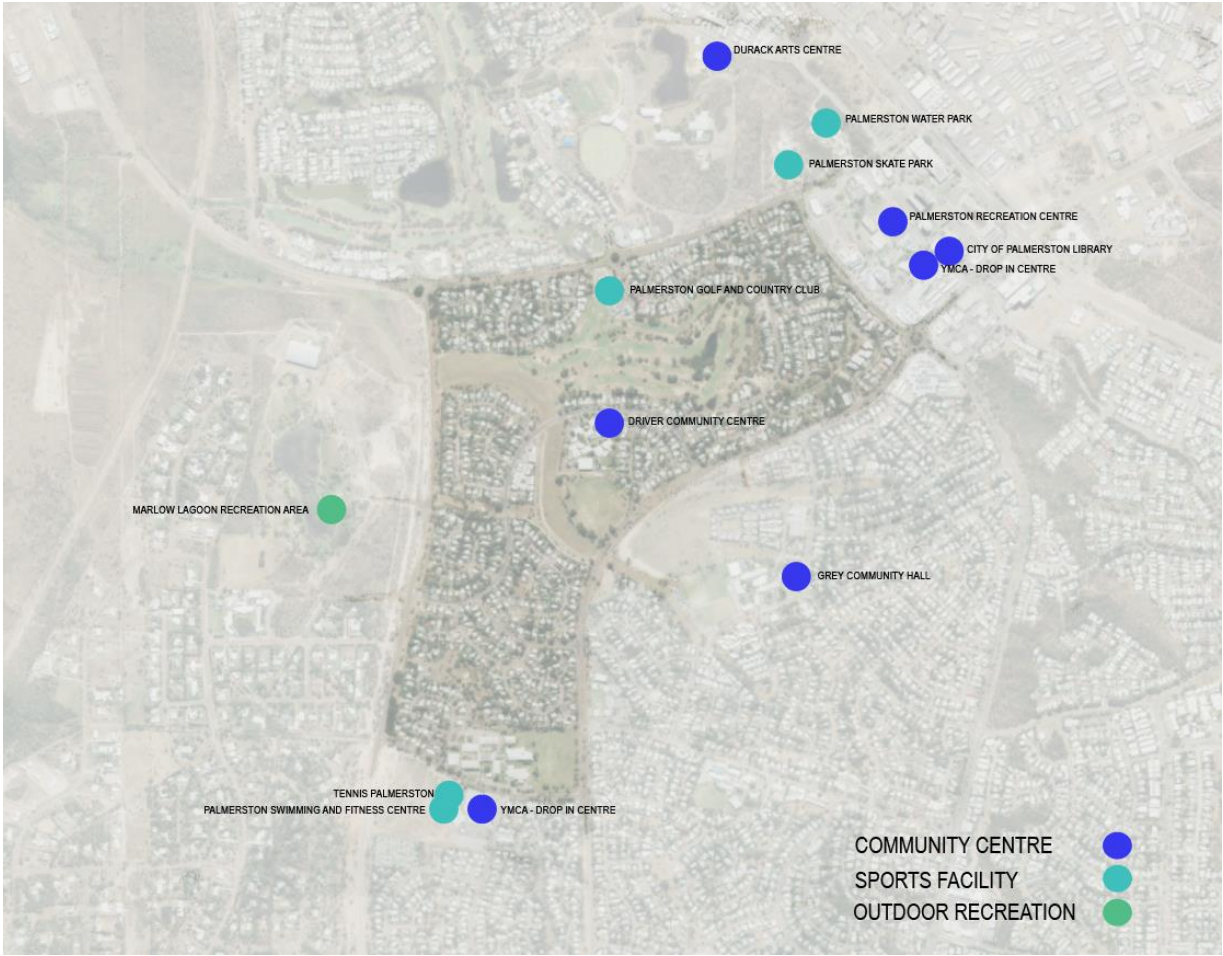 DURACK ARTS CENTRE
PALMERSTON WATER PARK
PALMERSTON SKATE PARK
PALMERSTON RECREATION CENTRE
CITY OF PALMERSTON LIBRARY
YMCA - DROP IN CENTRE
PALMERSTON GOLF AND COUNTRY CLUB
DRIVER COMMUNITY CENTRE
MARLOW LAGOON RECREATION AREA
GREY COMMUNITY HALL
TENNIS PALMERSTON
PALMERSTON SWIMMING AND FITNESS CENTRE
YMCA - DROP IN CENTRE
COMMUNITY CENTRE
SPORTS FACILITY
OUTDOOR RECREATION